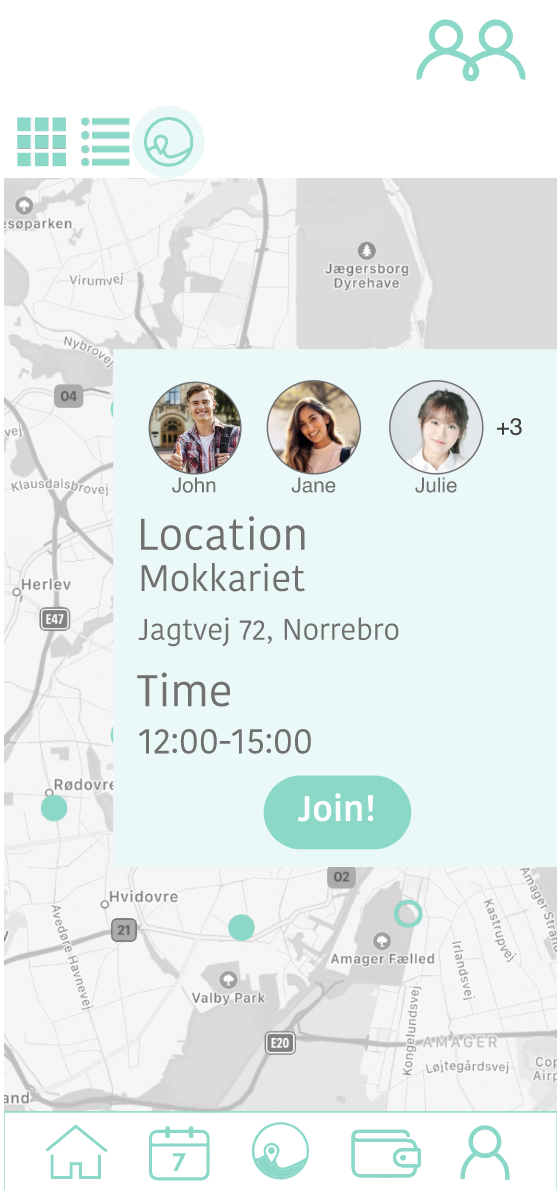 esøparken
Jægersborg
Dyrehave
Virumvej
Nybrovej
04
vej
+3
John
Jane
Julie
Klausdalsbrovej
Location
Mokkariet
Herlev
E47
Jagtvej 72, Norrebro
Time
12:00-15:00
Rødovre
Join!
02
Hvidovre
21
Avedøre Havnevej
Amager Strand
Kastrupvej
Amager Fælled
Irlandsvej
Valby Park
Kongelundsvej
E20
AMAGER
Løjtegårdsvej
Cop
Airp
and
7